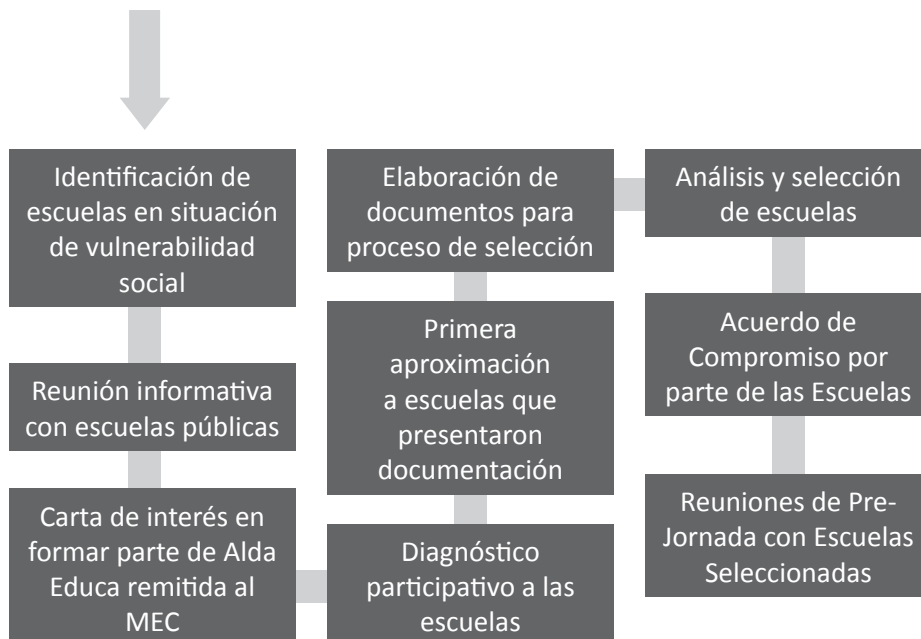 Identificación de
escuelas en situación
de vulnerabilidad
social
Reunión informativa
con escuelas públicas
Carta de interés en
formar parte de Alda
Educa remitida al
MEC
Diagnóstico
participativo a las
escuelas
Primera
aproximación
a escuelas que
presentaron
documentación
Elaboración de
documentos para
proceso de selección
Análisis y selección
de escuelas
Acuerdo de
Compromiso por
parte de las Escuelas
Reuniones de Pre-
Jornada con Escuelas
Seleccionadas